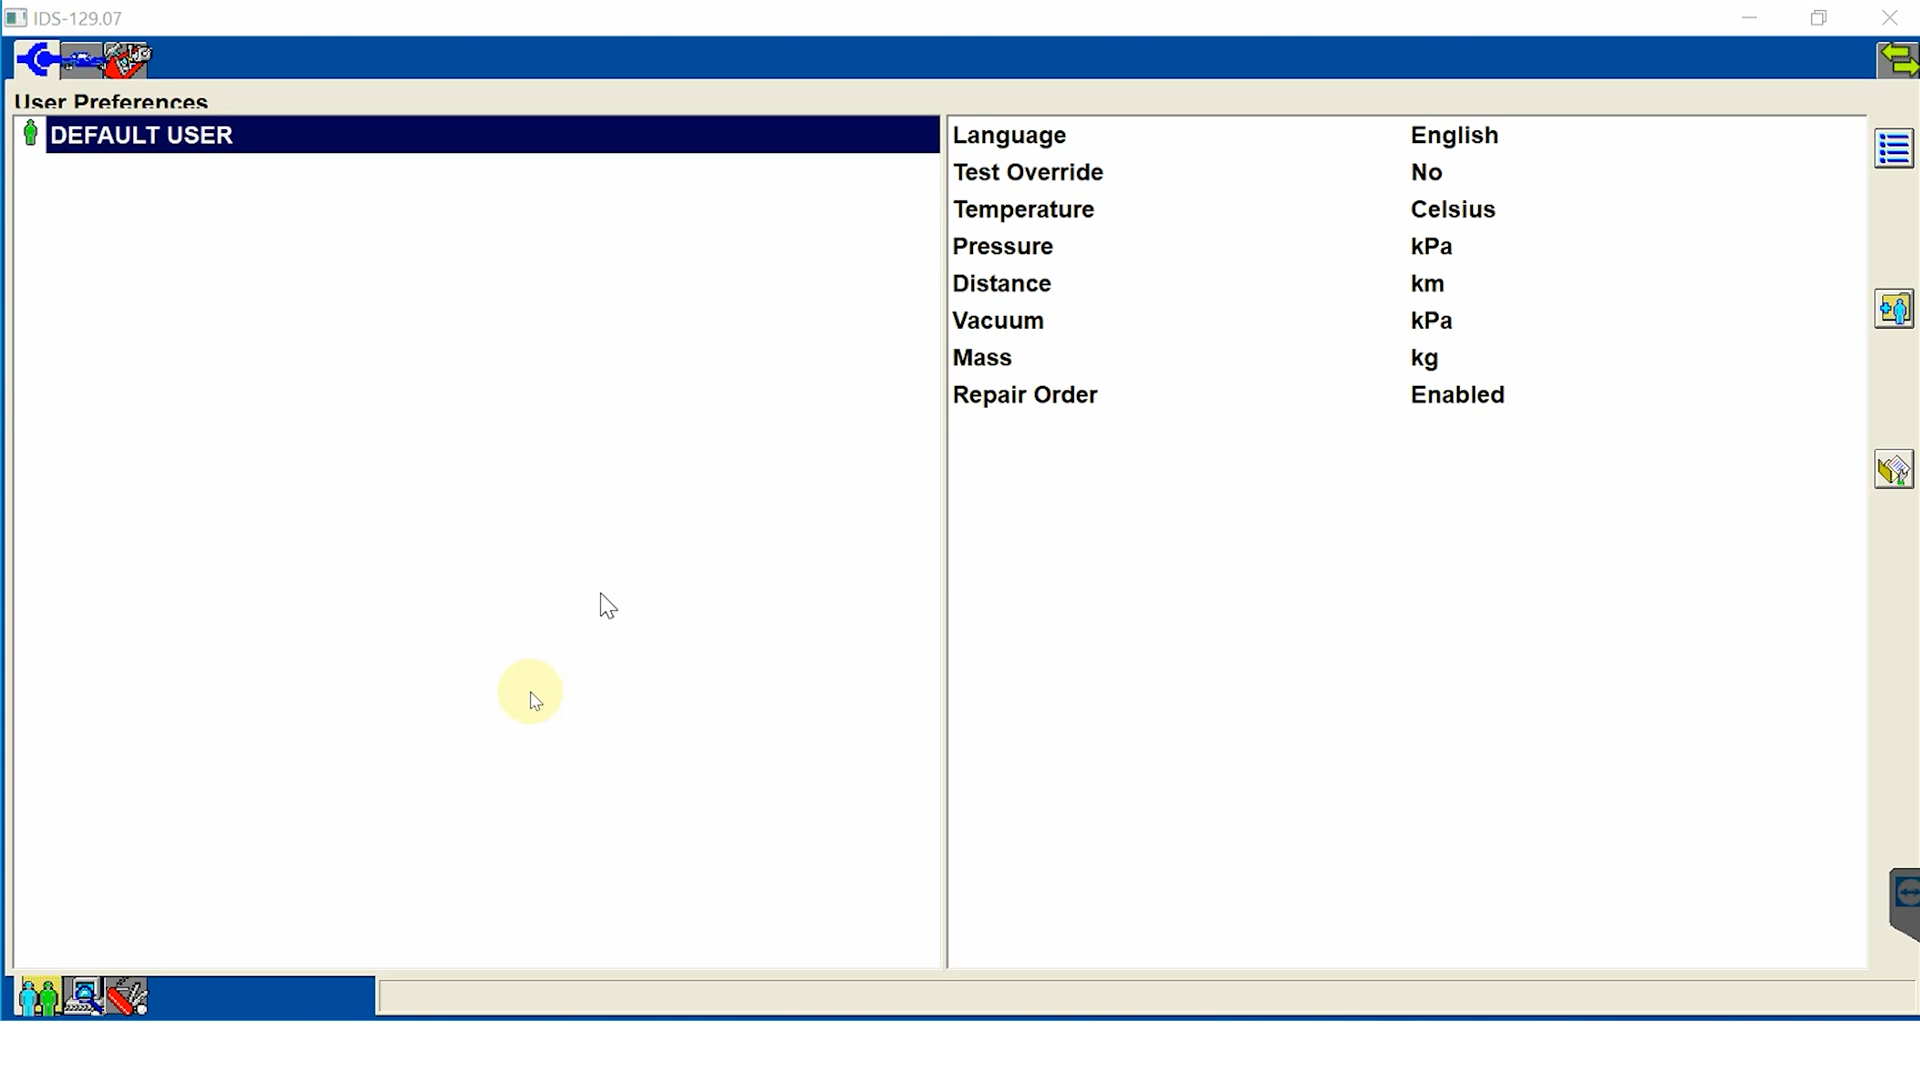 IDS-129.07
User Preferences
DEFAULT USER
Language English
Test Override No
Temperature Celsius
Pressure kPa
Distance km
Vacuum kPa
Mass kg
Repair Order Enabled